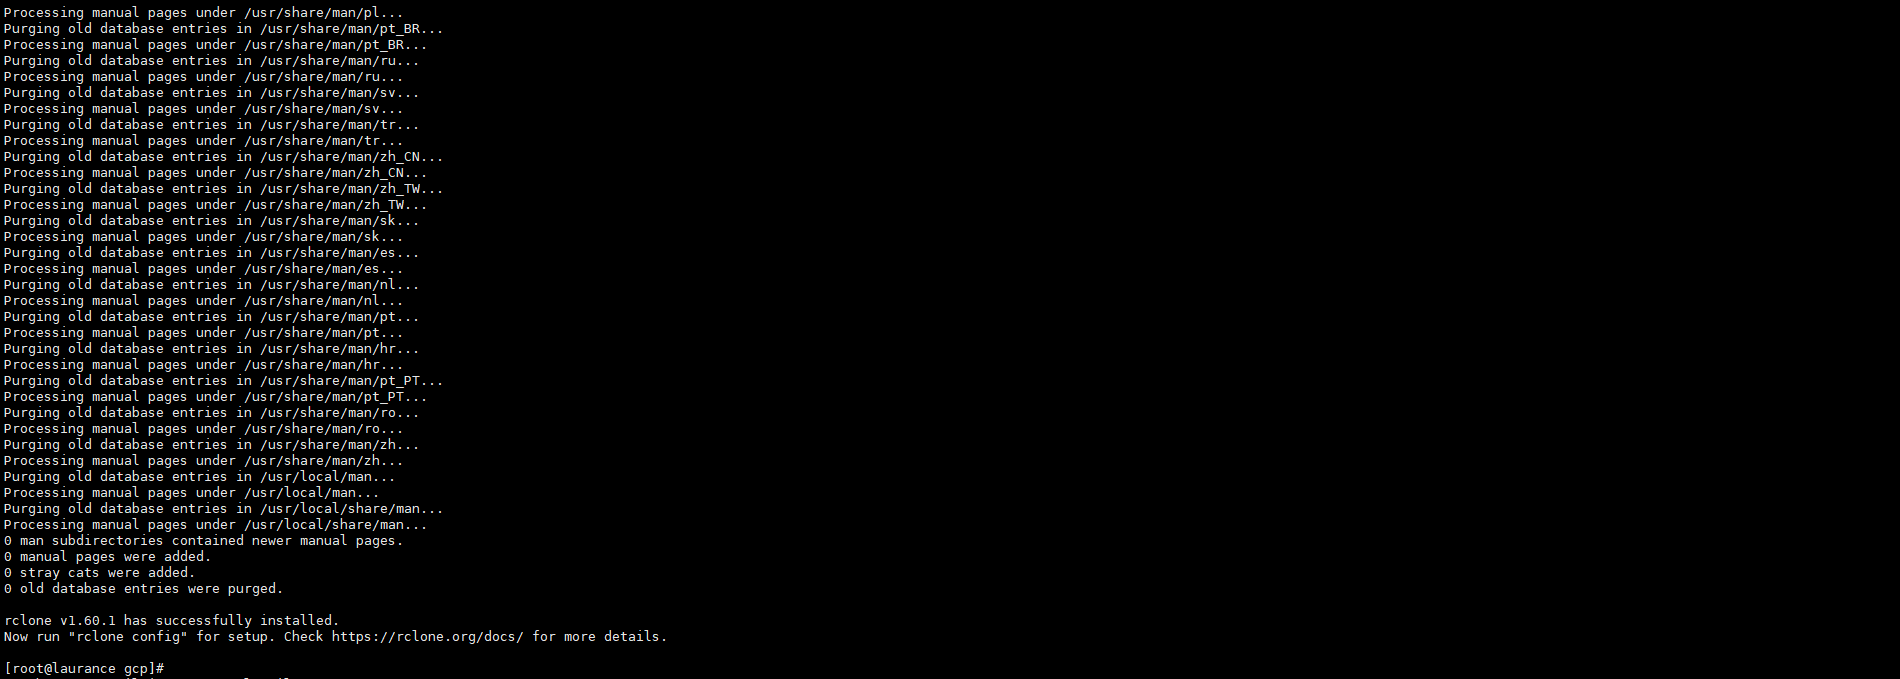 Processing manual pages under /usr/share/man/pl...
Purging old database entries in /usr/share/man/pt_BR...
Processing manual pages under /usr/share/man/pt_BR...
Purging old database entries in /usr/share/man/ru...
Processing manual pages under /usr/share/man/ru...
Purging old database entries in /usr/share/man/sv...
Processing manual pages under /usr/share/man/sv...
Purging old database entries in /usr/share/man/tr...
Processing manual pages under /usr/share/man/tr...
Purging old database entries in /usr/share/man/zh_CN...
Processing manual pages under /usr/share/man/zh_CN...
Purging old database entries in /usr/share/man/zh_TW...
Processing manual pages under /usr/share/man/zh_TW...
Purging old database entries in /usr/share/man/sk...
Processing manual pages under /usr/share/man/sk...
Purging old database entries in /usr/share/man/es...
Processing manual pages under /usr/share/man/es...
Purging old database entries in /usr/share/man/nl...
Processing manual pages under /usr/share/man/nl...
Purging old database entries in /usr/share/man/pt...
Processing manual pages under /usr/share/man/pt...
Purging old database entries in /usr/share/man/hr...
Processing manual pages under /usr/share/man/hr...
Purging old database entries in /usr/share/man/pt_PT...
Processing manual pages under /usr/share/man/pt_PT...
Purging old database entries in /usr/share/man/ro...
Processing manual pages under /usr/share/man/ro...
Purging old database entries in /usr/share/man/zh...
Processing manual pages under /usr/share/man/zh...
Purging old database entries in /usr/local/man...
Processing manual pages under /usr/local/man...
Purging old database entries in /usr/local/share/man...
Processing manual pages under /usr/local/share/man...
0 man subdirectories contained newer manual pages.
0 manual pages were added.
0 stray cats were added.
0 old database entries were purged.
rclone v1.60.1 has successfully installed.
Now run "rclone config" for setup. Check https://rclone.org/docs/ for more details.
[root@laurance gcp]#